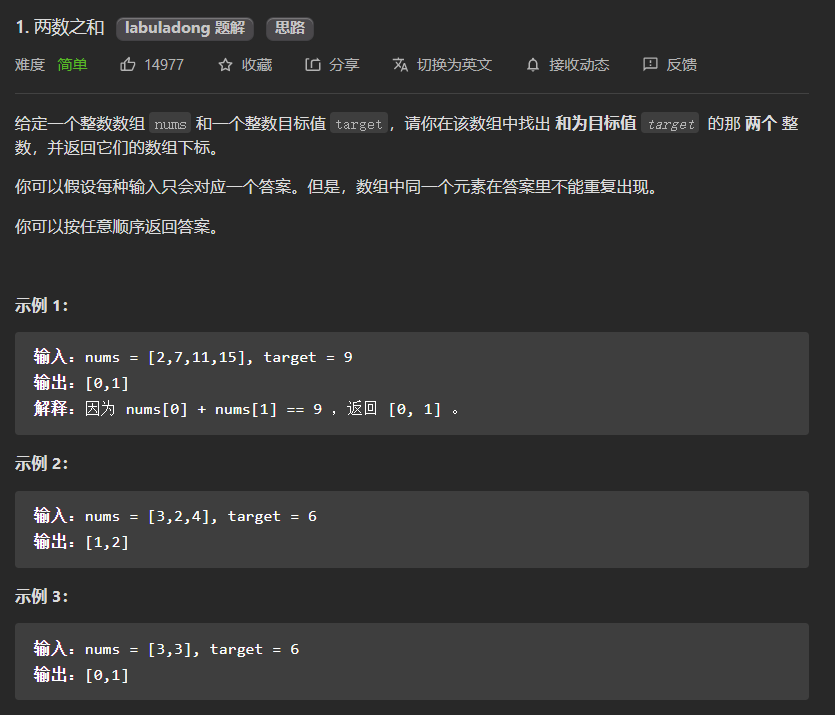 1. 两数之和 labuladong 题解 思路
难度 简单 14977 收藏 分享 切换为英文 接收动态 反馈
给定一个整数数组 nums 和一个整数目标值 target，请你在该数组中找出 和为目标值 target 的那 两个 整
数，并返回它们的数组下标。
你可以假设每种输入只会对应一个答案。但是，数组中同一个元素在答案里不能重复出现。
你可以按任意顺序返回答案。
示例 1：
输入：nums = [2,7,11,15], target = 9
输出：[0,1]
解释：因为 nums[0] + nums[1] == 9 ，返回 [0, 1] 。
示例 2：
输入：nums = [3,2,4], target = 6
输出：[1,2]
示例 3：
输入：nums = [3,3], target = 6
输出：[0,1]